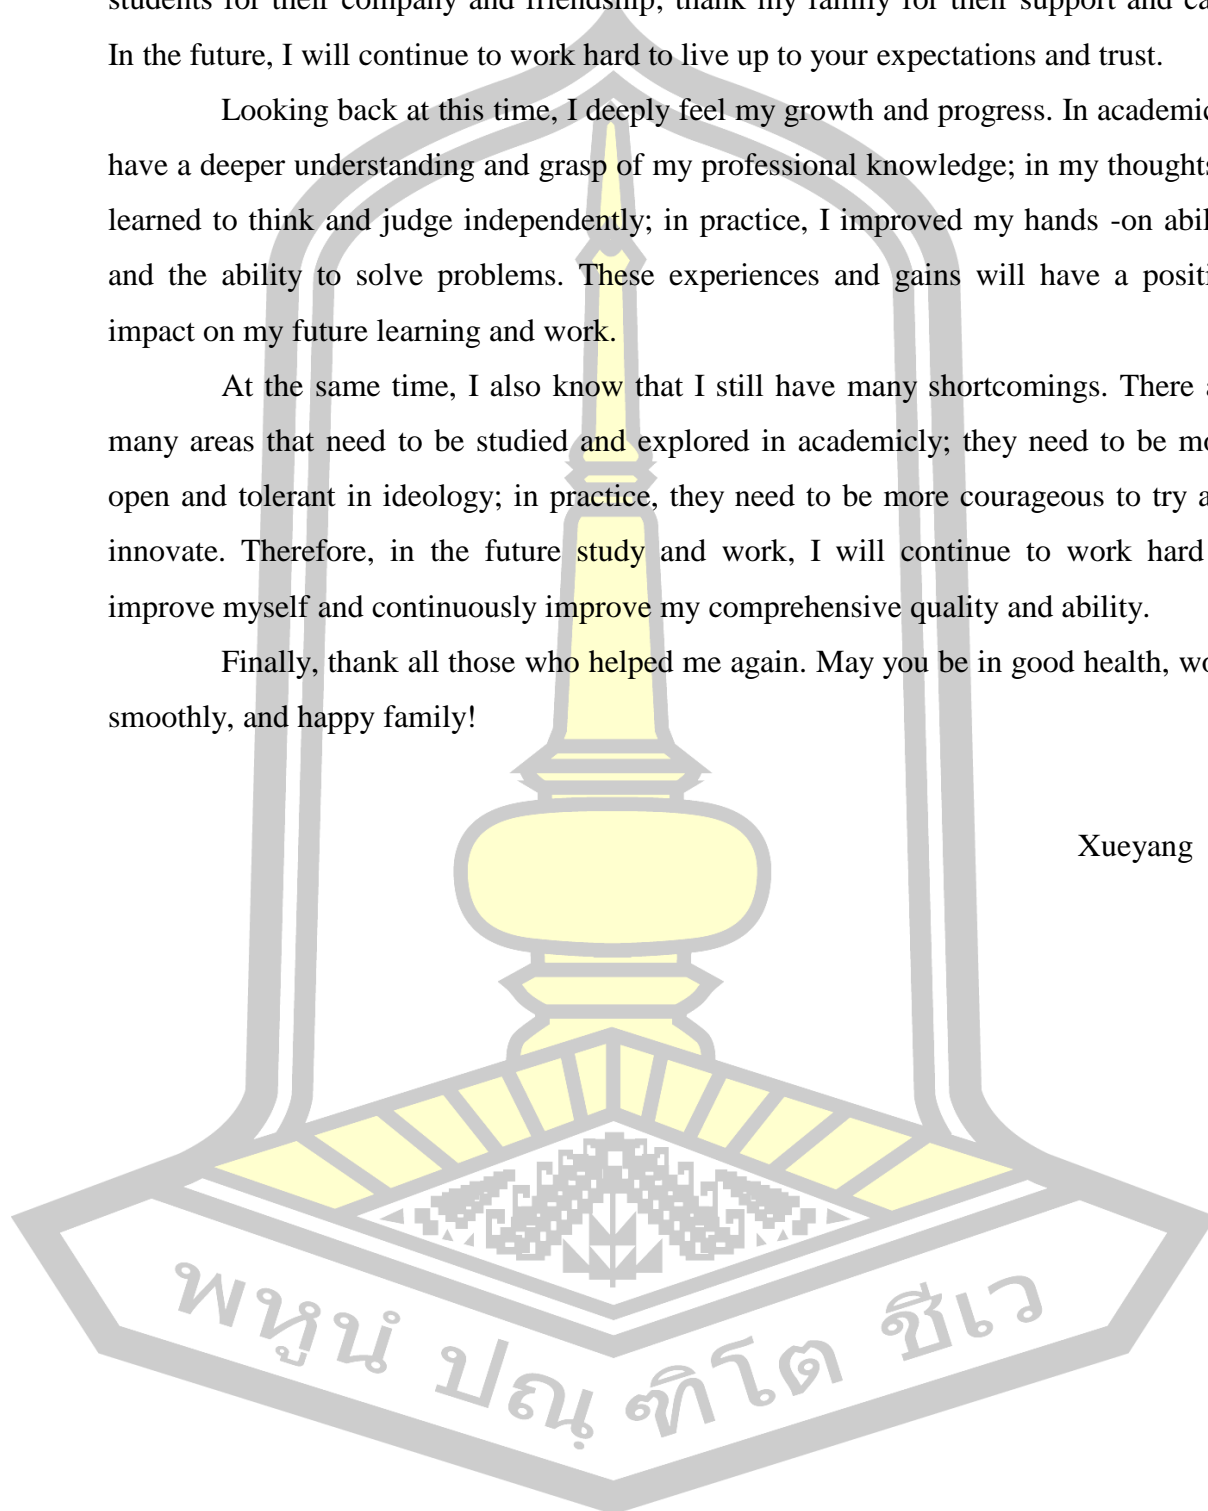 students for their company and friendship; thank my family for their support and
In the future, I will continue to work hard to live up to your expectations and trust.
Looking back at this time, I deeply feel my growth and progress. In
have a deeper understanding and grasp of my professional knowledge; in my thoughts
learned to think and judge independently; in practice, I improved my hands -on
and the ability to solve problems. These experiences and gains will have a
impact on my future learning and work.
At the same time, I also know that I still have many shortcomings. There
many areas that need to be studied and explored in academicly; they need to be
open and tolerant in ideology; in practice, they need to be more courageous to try
innovate. Therefore, in the future study and work, I will continue to work hard
improve myself and continuously improve my comprehensive quality and ability.
Finally, thank all those who helped me again. May you be in good health,
smoothly, and happy family!
Xueyang
พหูนํ ปณฺฑิโต ชีเว